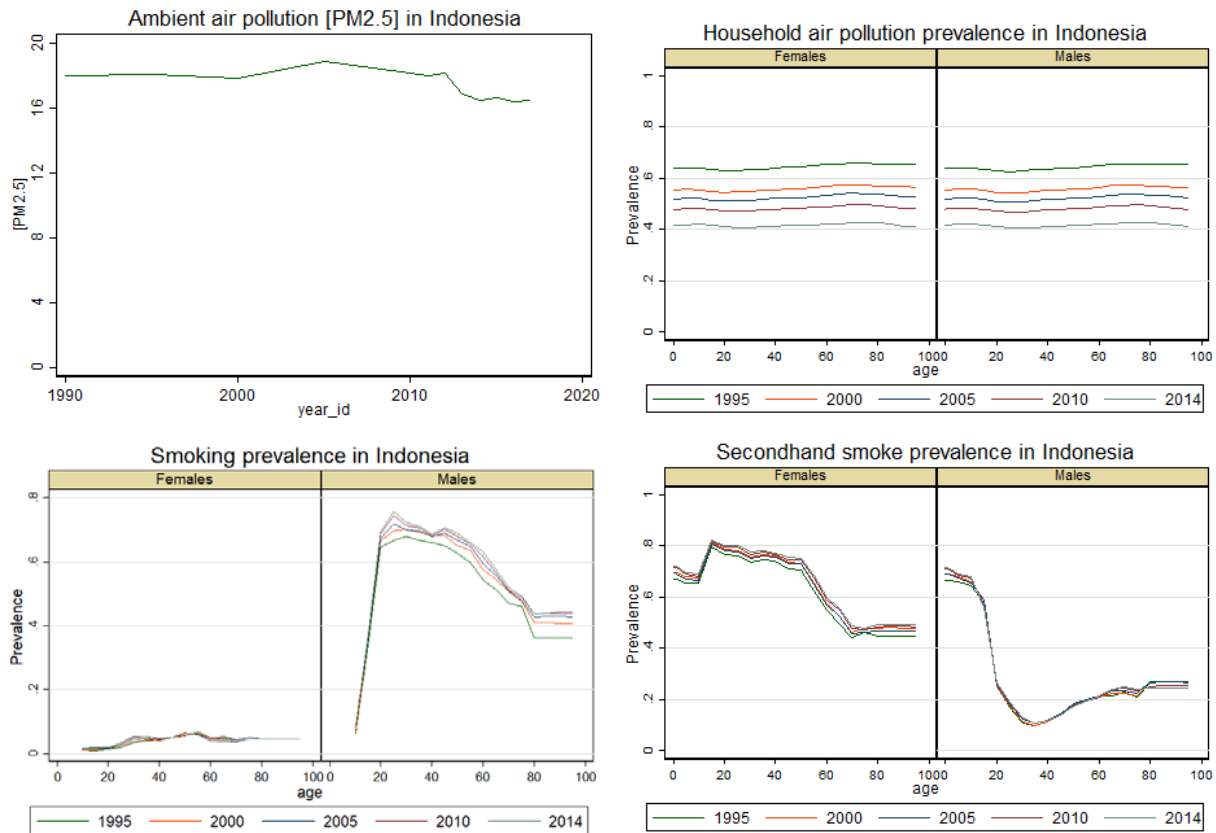 Ambient air pollution [PM2.5] in Indonesia
20
16
12
8
4
0
[PM2.5]
1990 2000 2010 2020
year_id
Household air pollution prevalence in Indonesia
Females Males
1
.8
.6
.4
.2
0
Prevalence
0 20 40 60 80 100 0 20 40 60 80 100
age
1995 2000 2005 2010 2014
Smoking prevalence in Indonesia
Females Males
.8
.6
.4
.2
0
Prevalence
0 20 40 60 80 100 0 20 40 60 80 100
age
1995 2000 2005 2010 2014
Secondhand smoke prevalence in Indonesia
Females Males
1
.8
.6
.4
.2
0
Prevalence
0 20 40 60 80 100 0 20 40 60 80 100
age
1995 2000 2005 2010 2014